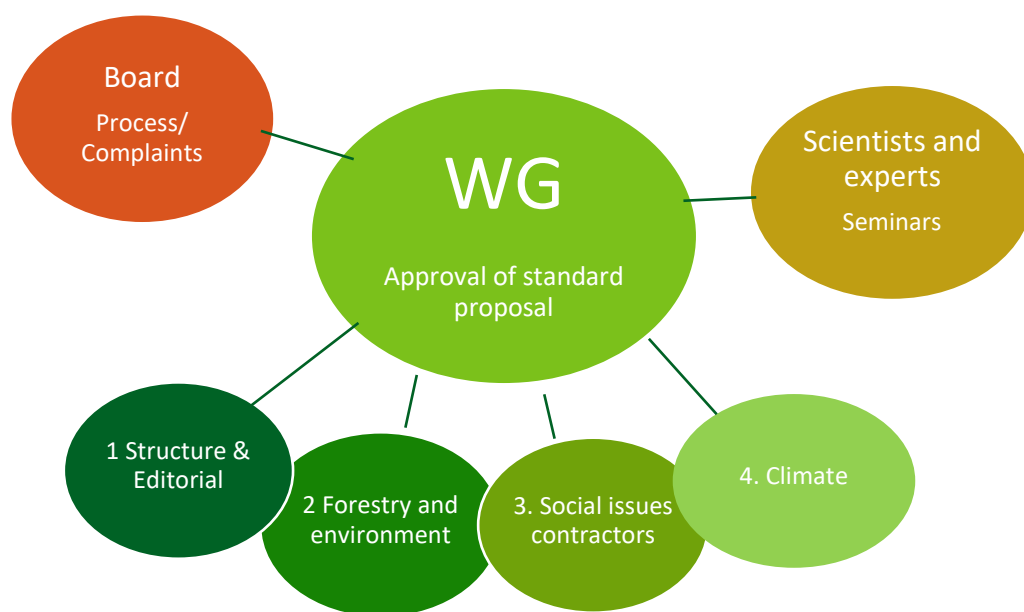 Board
Process/
Complaints
WG
Approval of standard
proposal
Scientists and
experts
Seminars
1 Structure &
Editorial
2 Forestry and
environment
3. Social issues
contractors
4. Climate